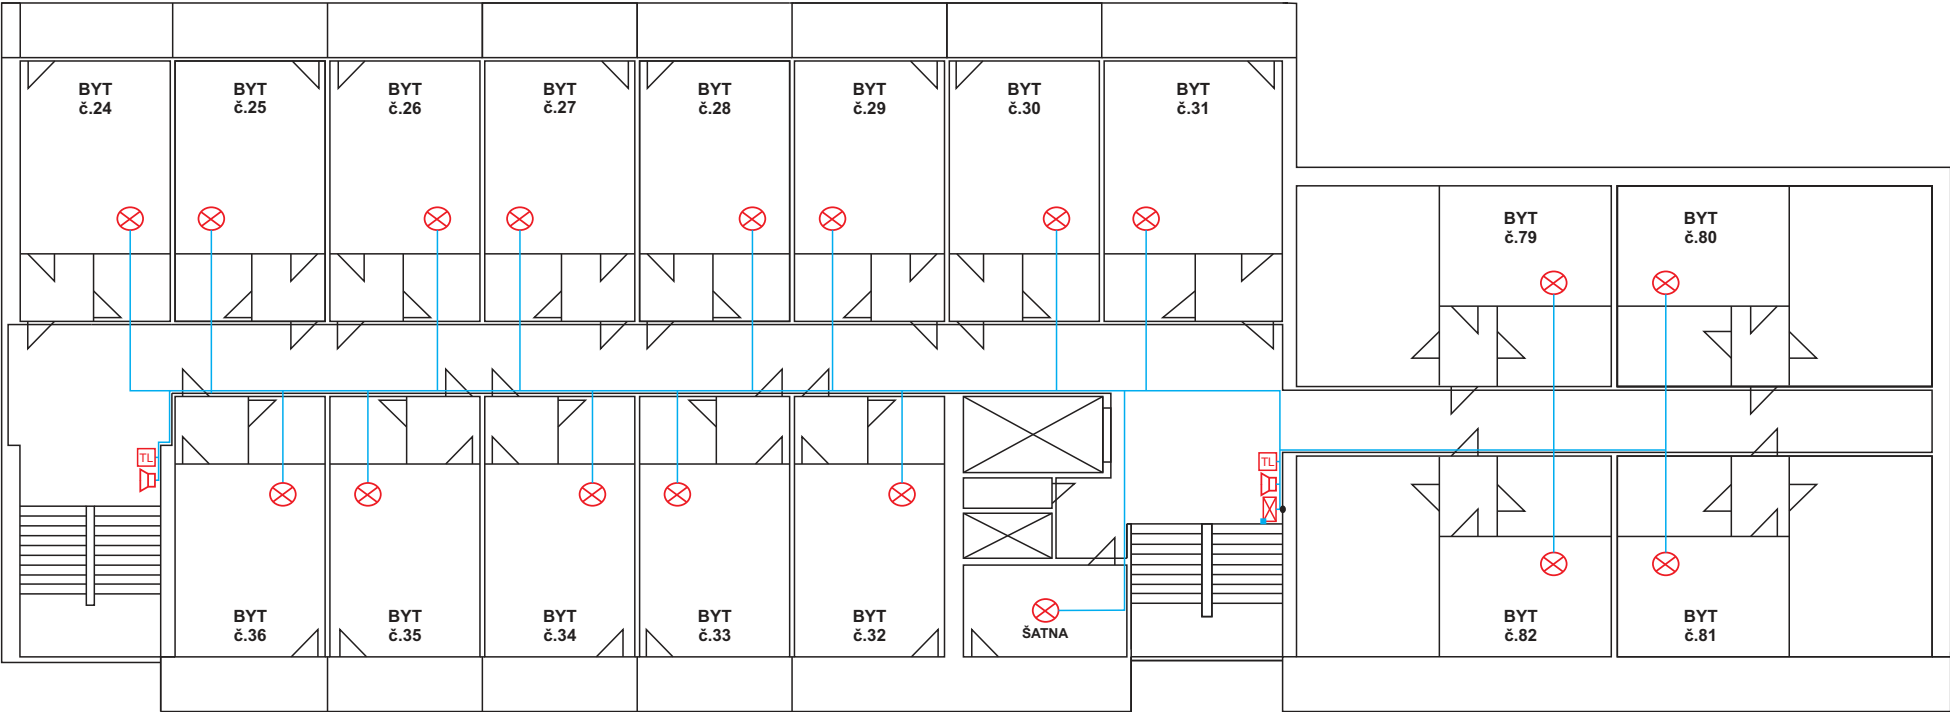 BYT
č.24
BYT
č.25
BYT
č.26
BYT
č.27
BYT
č.28
BYT
č.29
BYT
č.30
BYT
č.31
BYT
č.79
BYT
č.80
TL
TL
BYT
č.36
BYT
č.35
BYT
č.34
BYT
č.33
BYT
č.32
ŠATNA
BYT
č.82
BYT
č.81